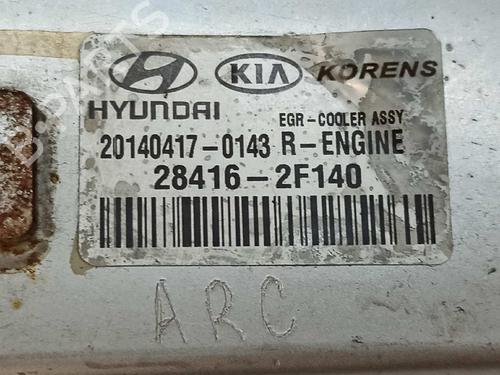 KIA KORENS
HYUNDAI EGR-COOLER ASSY
20140417-0143 R-ENGINE
28416-2F140
ARC